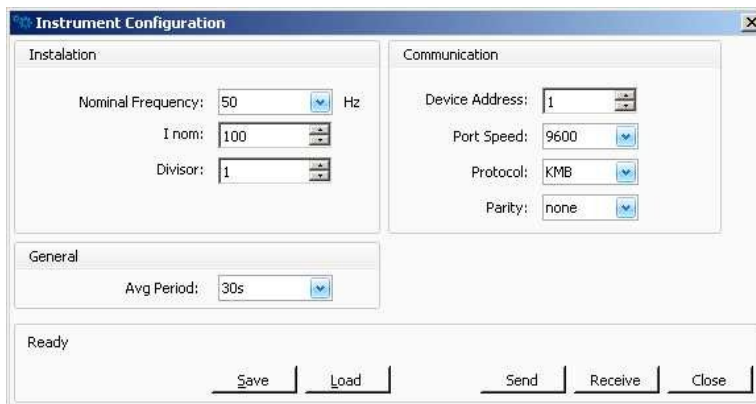 Instrument Configuration
Instalation
Nominal Frequency: 50 Hz
I nom: 100
Divisor: 1
Communication
Device Address: 1
Port Speed: 9600
Protocol: KMB
Parity: none
General
Avg Period: 30s
Ready
Save Load Send Receive Close